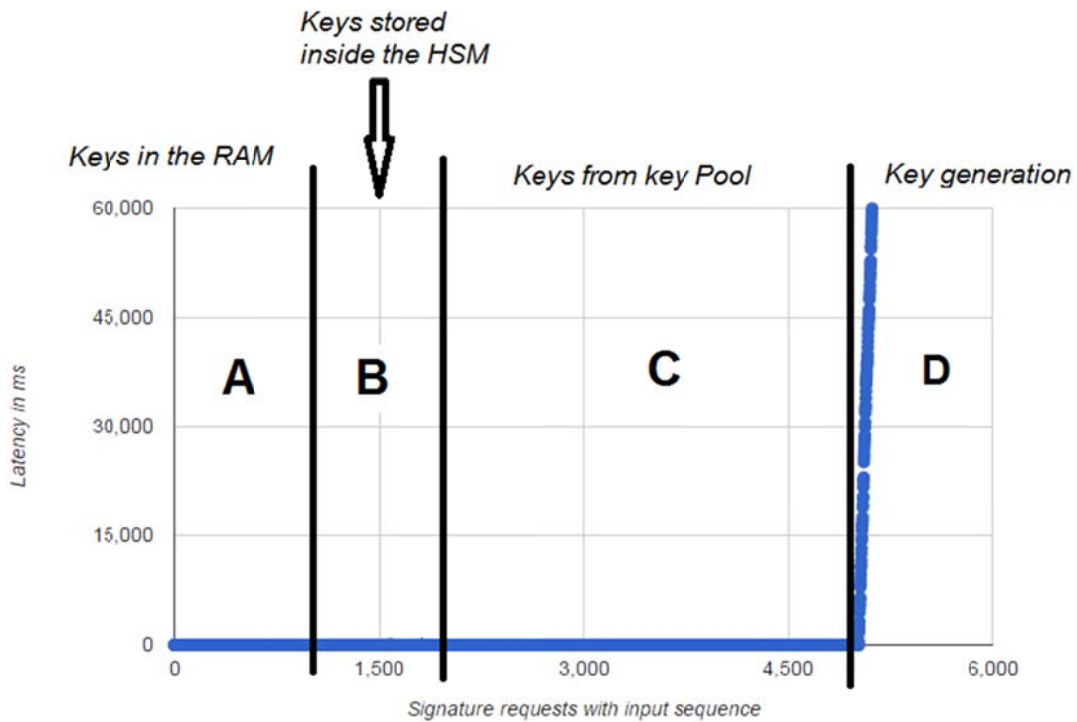 Keys stored
inside the HSM
Keys in the RAM
Keys from key Pool
Key generation
60,000
45,000
30,000
15,000
0
A
B
C
D
Latency in ms
0
1,500
3,000
4,500
6,000
Signature requests with input sequence